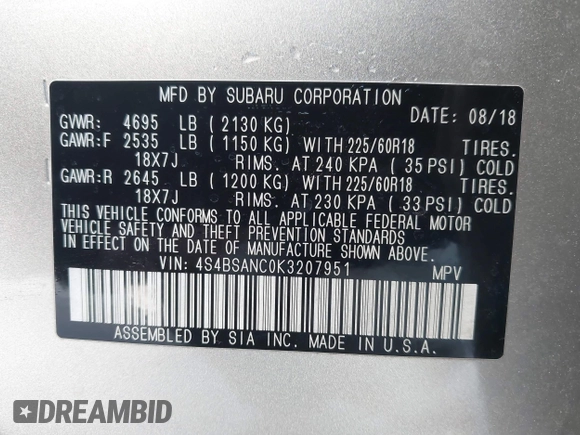 MFD BY SUBARU CORPORATION
DATE: 08/18
GVWR: 4695 LB ( 2130 KG)
GAWR:F 2535 LB ( 1150 KG) WITH 225/60R18 TIRES.
18X7J RIMS. AT 240 KPA ( 35 PSI) COLD
GAWR:R 2645 LB ( 1200 KG) WITH 225/60R18 TIRES.
18X7J RIMS. AT 230 KPA ( 33 PSI) COLD
THIS VEHICLE CONFORMS TO ALL APPLICABLE FEDERAL MOTOR
VEHICLE SAFETY AND THEFT PREVENTION STANDARDS
IN EFFECT ON THE DATE OF MANUFACTURE SHOWN ABOVE.
VIN: 4S4BSANC0K3207951 MPV
ASSEMBLED BY SIA INC. MADE IN U.S.A.
DREAMBID